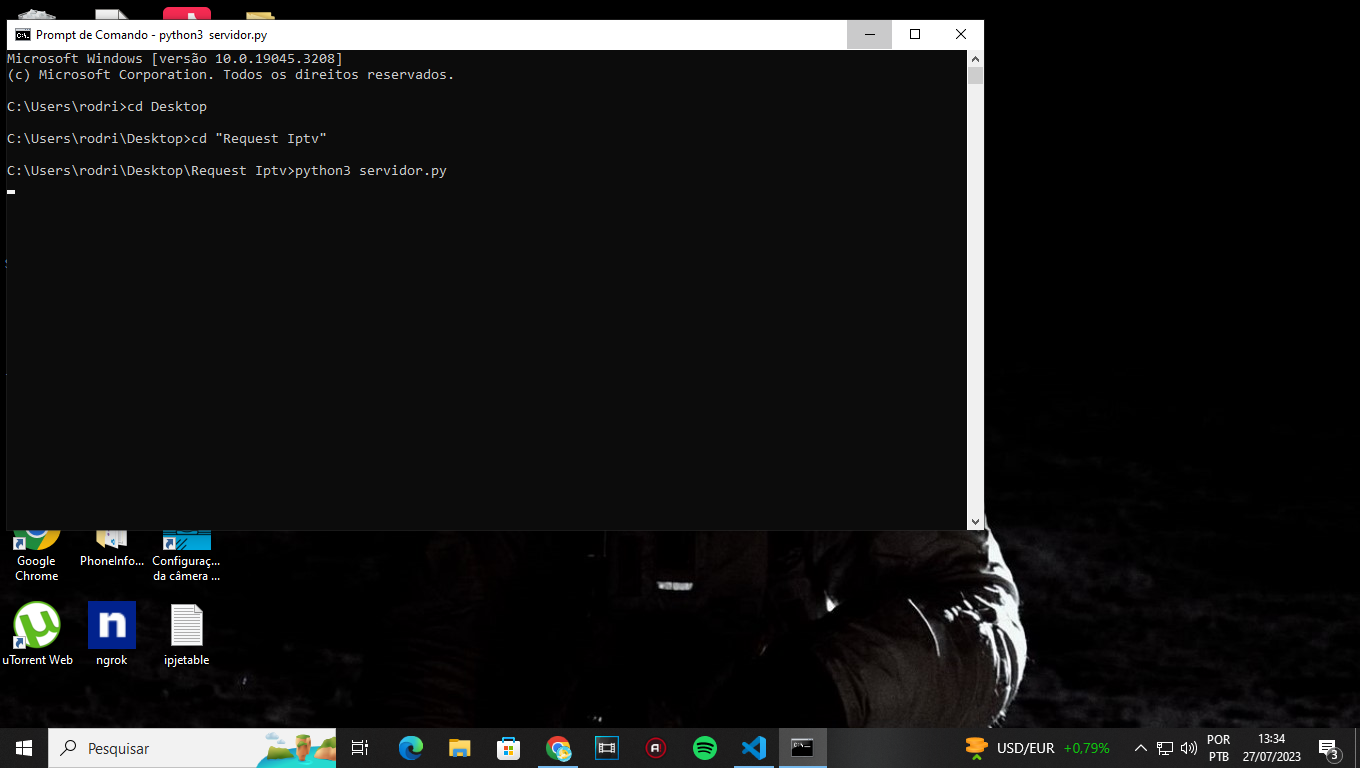 Prompt de Comando - python3 servidor.py
Microsoft Windows [versão 10.0.19045.3208]
(c) Microsoft Corporation. Todos os direitos reservados.
C:\Users\rodri>cd Desktop
C:\Users\rodri\Desktop>cd "Request Iptv"
C:\Users\rodri\Desktop\Request Iptv>python3 servidor.py
Google
Chrome
PhoneInfo...
Configuraç...
da câmera ...
uTorrent Web
n
ngrok
ipjetable
Pesquisar
USD/EUR +0,79%
POR
PTB
13:34
27/07/2023
3